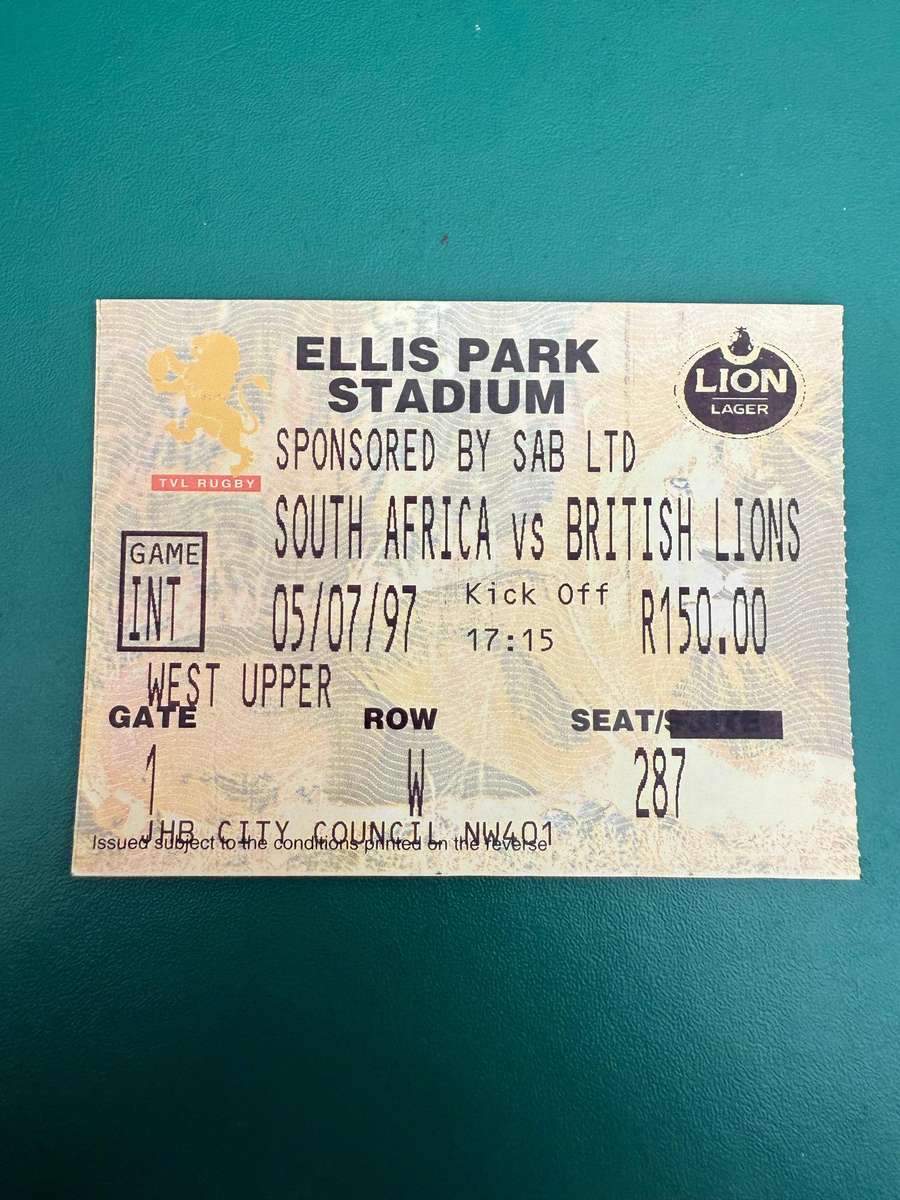 ELLIS PARK
STADIUM
LION
LAGER
TVL RUGBY
SPONSORED BY SAB LTD
SOUTH AFRICA vs BRITISH LIONS
GAME
INT
05/07/97
Kick Off
17:15
R150.00
WEST UPPER
GATE ROW SEAT/
1 W 287
JHB CITY COUNCIL NW401
Issued subject to the conditions printed on the reverse